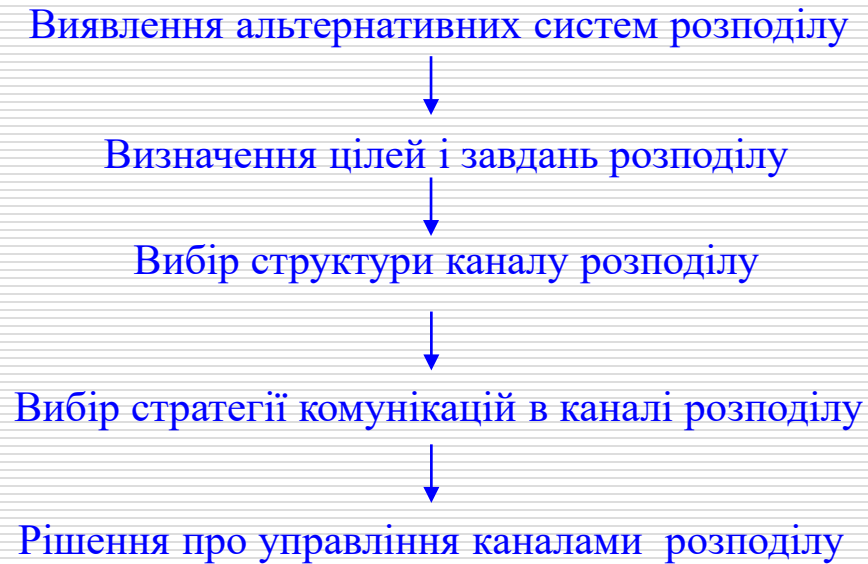 Виявлення альтернативних систем розподілу
Визначення цілей і завдань розподілу
Вибір структури каналу розподілу
Вибір стратегії комунікацій в каналі розподілу
Рішення про управління каналами розподілу